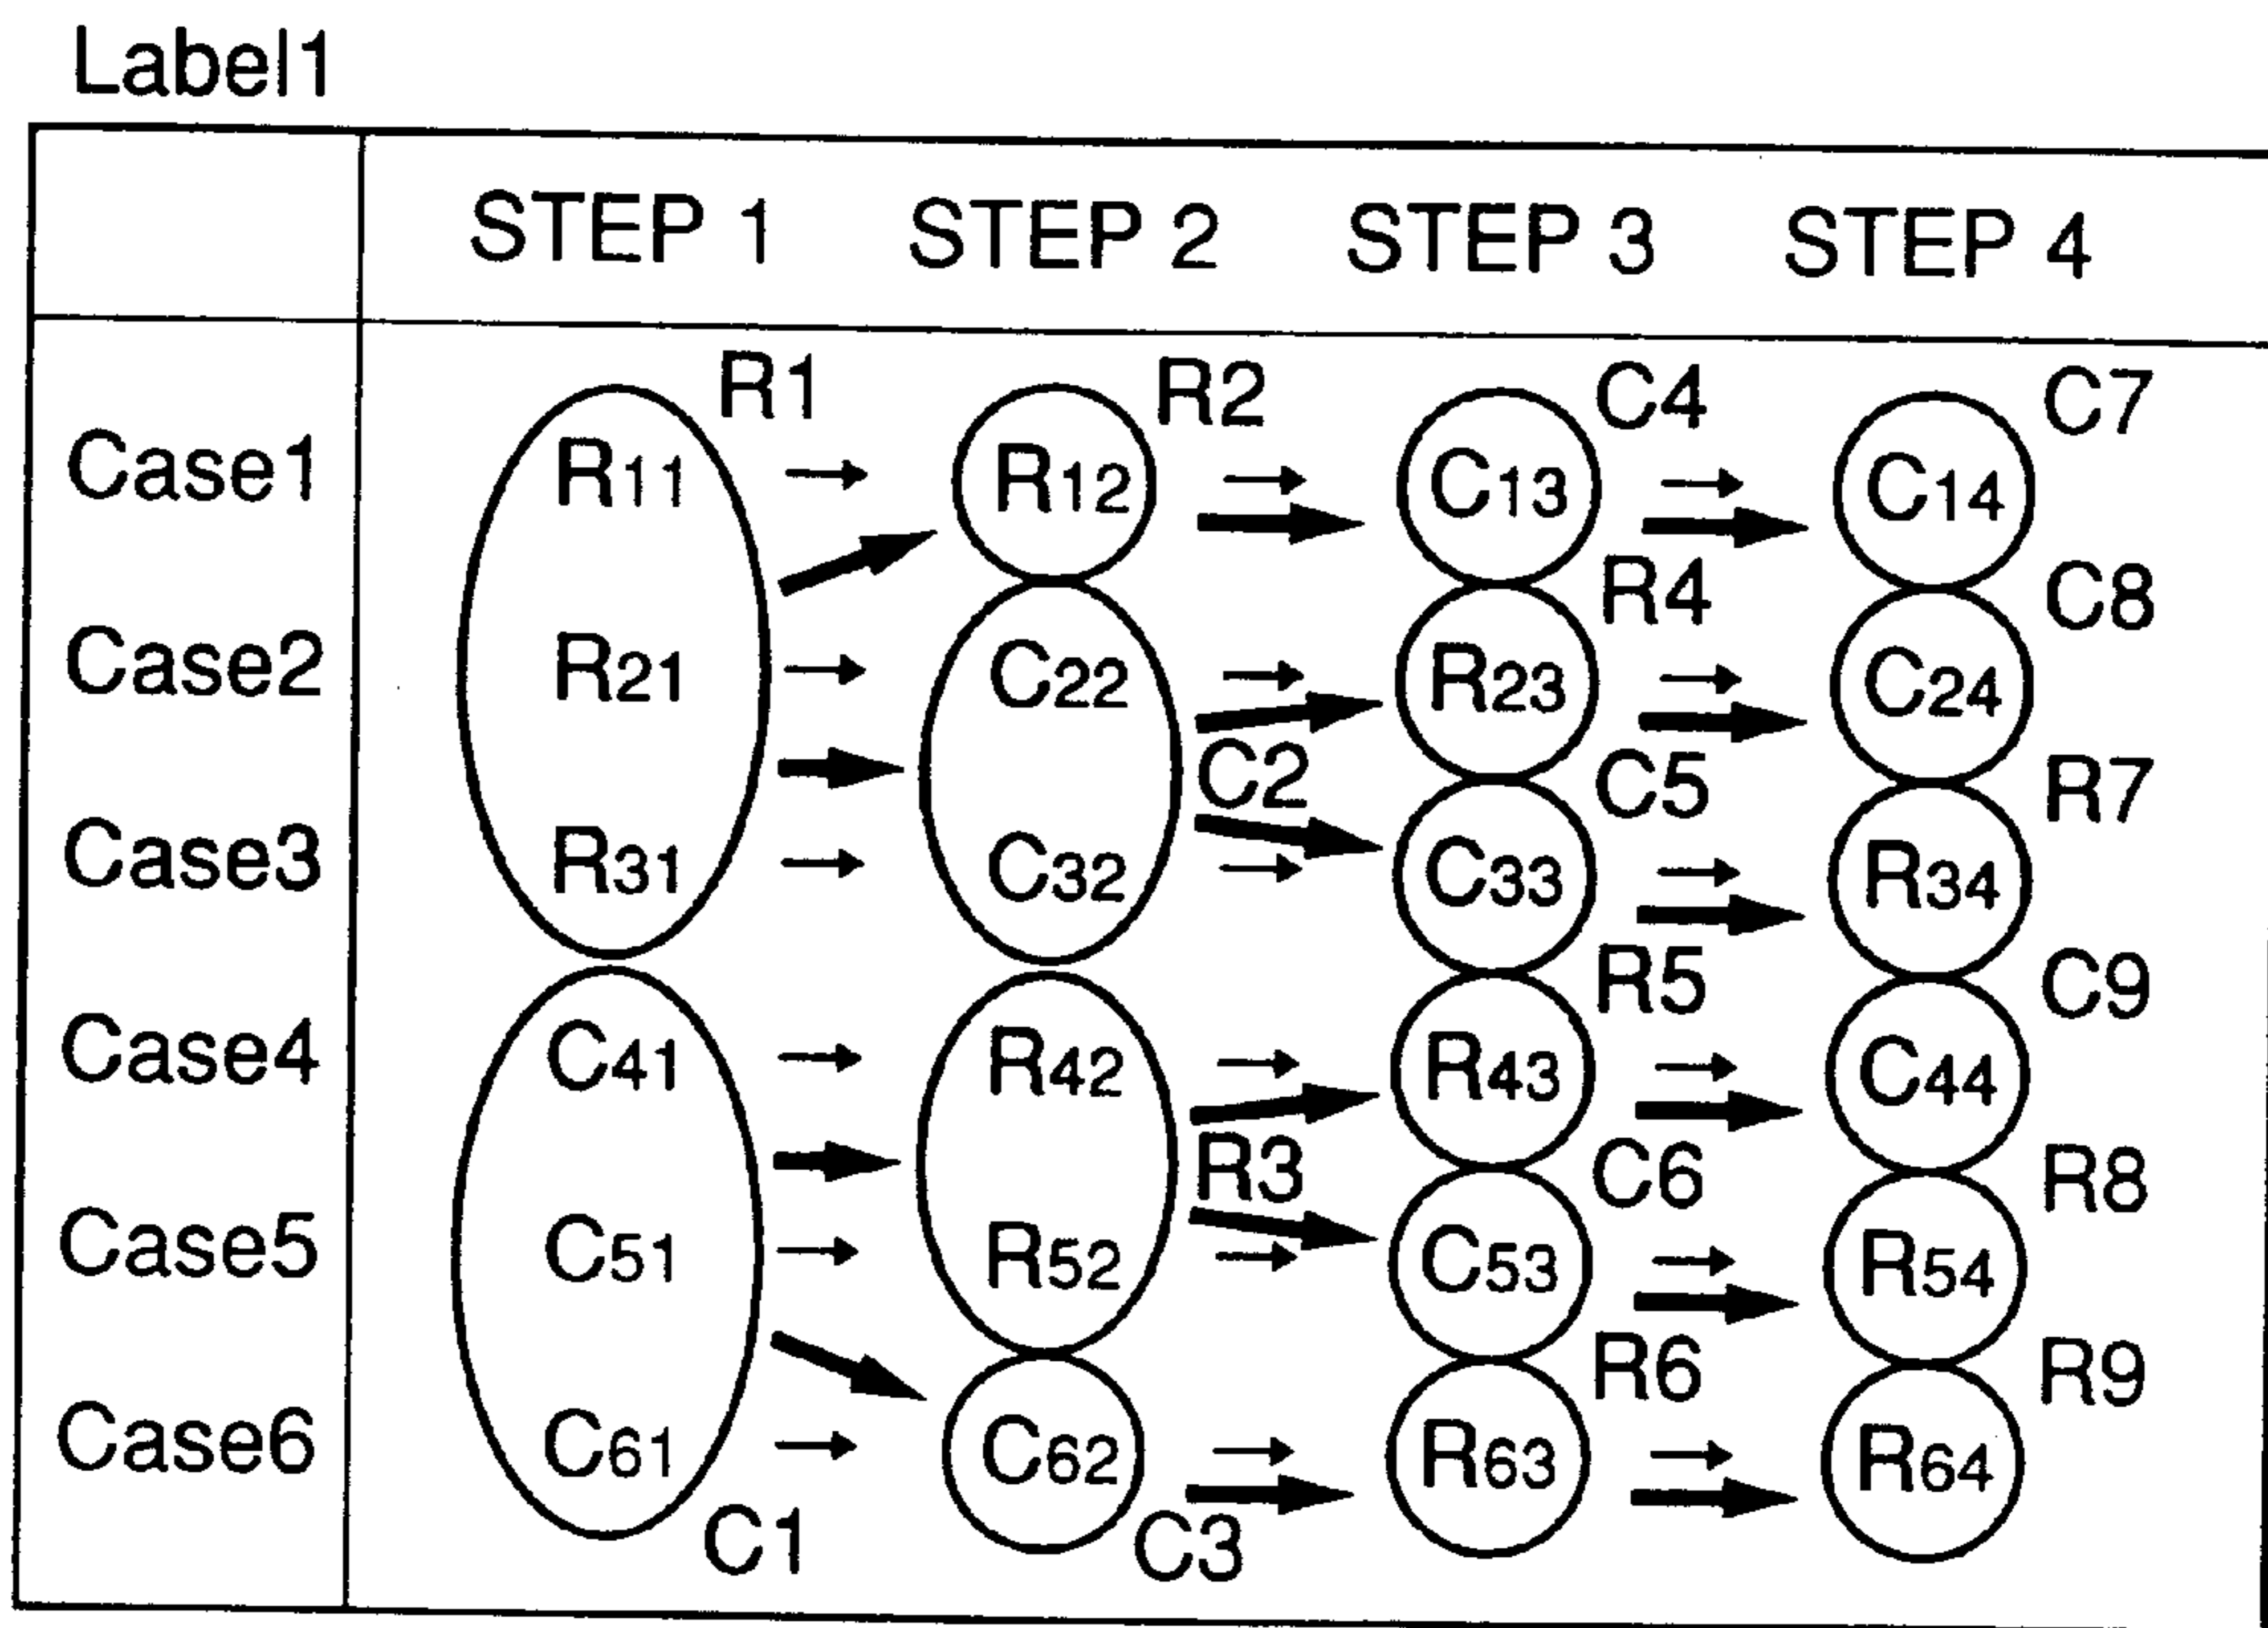 Label1
STEP 1 STEP 2 STEP 3 STEP 4
R1 R2 C4 C7
Case1 R11 R12 C13 C14
R4 C8
Case2 R21 C22 R23 C24
C2 C5 R7
Case3 R31 C32 C33 R34
R5 C9
Case4 C41 R42 R43 C44
R3 C6 R8
Case5 C51 R52 C53 R54
R6 R9
Case6 C61 C62 R63 R64
C1 C3